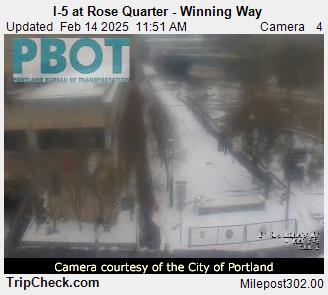 I-5 at Rose Quarter - Winning Way
Updated Feb 14 2025 11:51 AM Camera 4
PBOT
PORTLAND BUREAU OF TRANSPORTATION
Camera courtesy of the City of Portland
TripCheck.com Milepost302.00